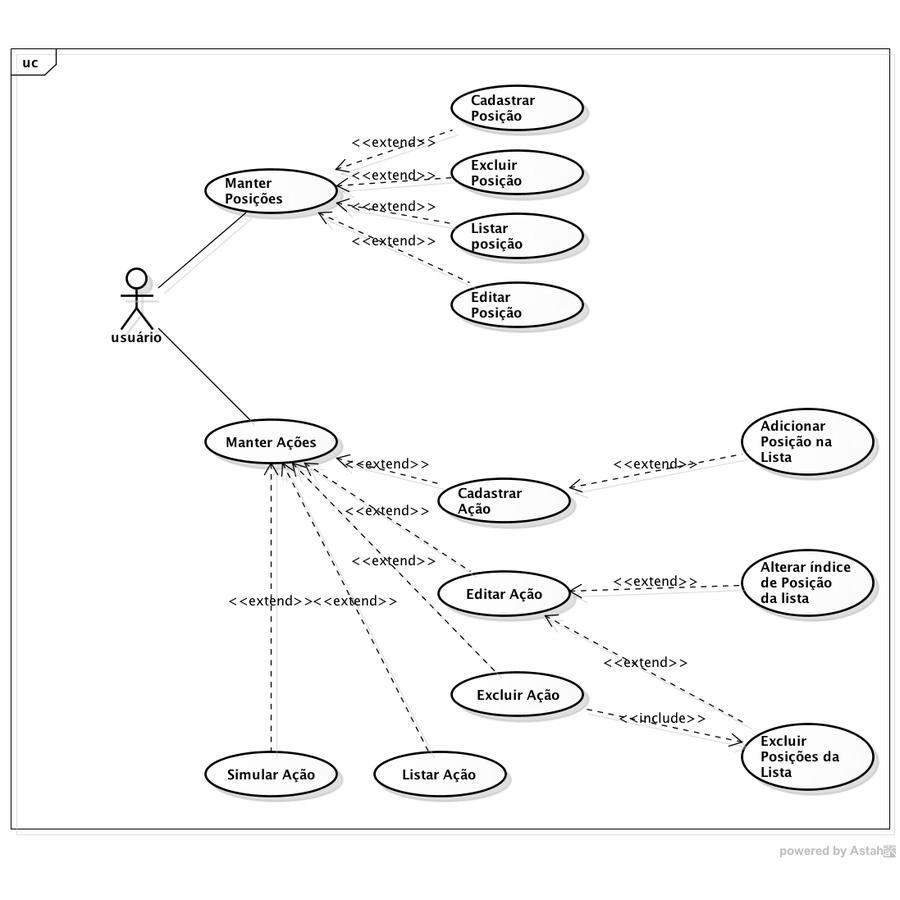 uc
Cadastrar
Posição
<<extend>>
Excluir
Posição
Manter
Posições
<<extend>>
<<extend>>
Listar
posição
<<extend>>
Editar
Posição
usuário
Manter Ações
Adicionar
Posição na
Lista
<<extend>>
<<extend>>
Cadastrar
Ação
<<extend>>
<<extend>>
Editar Ação
<<extend>>
Alterar índice
de Posição
da lista
<<extend>><<extend>>
<<extend>>
Excluir Ação
<<include>>
Excluir
Posições da
Lista
Simular Ação
Listar Ação
powered by Astah